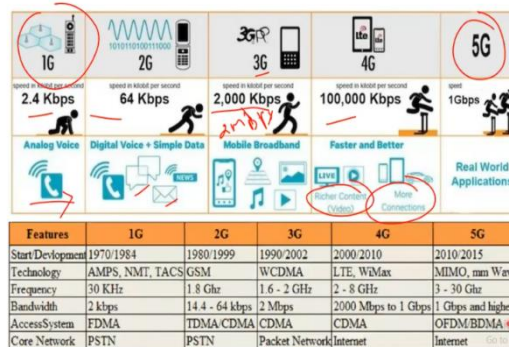 1G
10101101001110000
2G
3G
lte
4G
5G
speed in kilobit per second
2.4 Kbps
speed in kilobit per second
64 Kbps
speed in kilobit per second
2,000 Kbps
speed in kilobit per second
100,000 Kbps
speed
1Gbps
2mbps
Analog Voice
Digital Voice + Simple Data
Mobile Broadband
Faster and Better
Real World
Applications
NEWS
LIVE
Richer Content
(Video)
More
Connections
Features 1G 2G 3G 4G 5G
Start/Devlopment 1970/1984 1980/1999 1990/2002 2000/2010 2010/2015
Technology AMPS, NMT, TACS GSM WCDMA LTE, WiMax MIMO, mm Wav
Frequency 30 KHz 1.8 Ghz 1.6 - 2 GHz 2 - 8 GHz 3 - 30 Ghz
Bandwidth 2 kbps 14.4 - 64 kbps 2 Mbps 2000 Mbps to 1 Gbps 1 Gbps and highe
AccessSystem FDMA TDMA/CDMA CDMA CDMA OFDM/BDMA
Core Network PSTN PSTN Packet Network Internet Internet
Go to